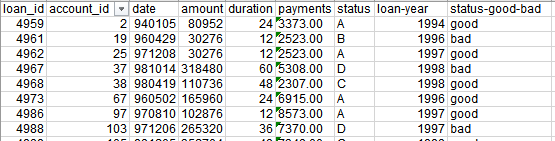 loan_id account_id date amount duration payments status loan-year status-good-bad
4959 2 940105 80952 24 3373.00 A 1994 good
4961 19 960429 30276 12 2523.00 B 1996 bad
4962 25 971208 30276 12 2523.00 A 1997 good
4967 37 981014 318480 60 5308.00 D 1998 bad
4968 38 980419 110736 48 2307.00 C 1998 good
4973 67 960502 165960 24 6915.00 A 1996 good
4986 97 970810 102876 12 8573.00 A 1997 good
4988 103 971206 265320 36 7370.00 D 1997 bad